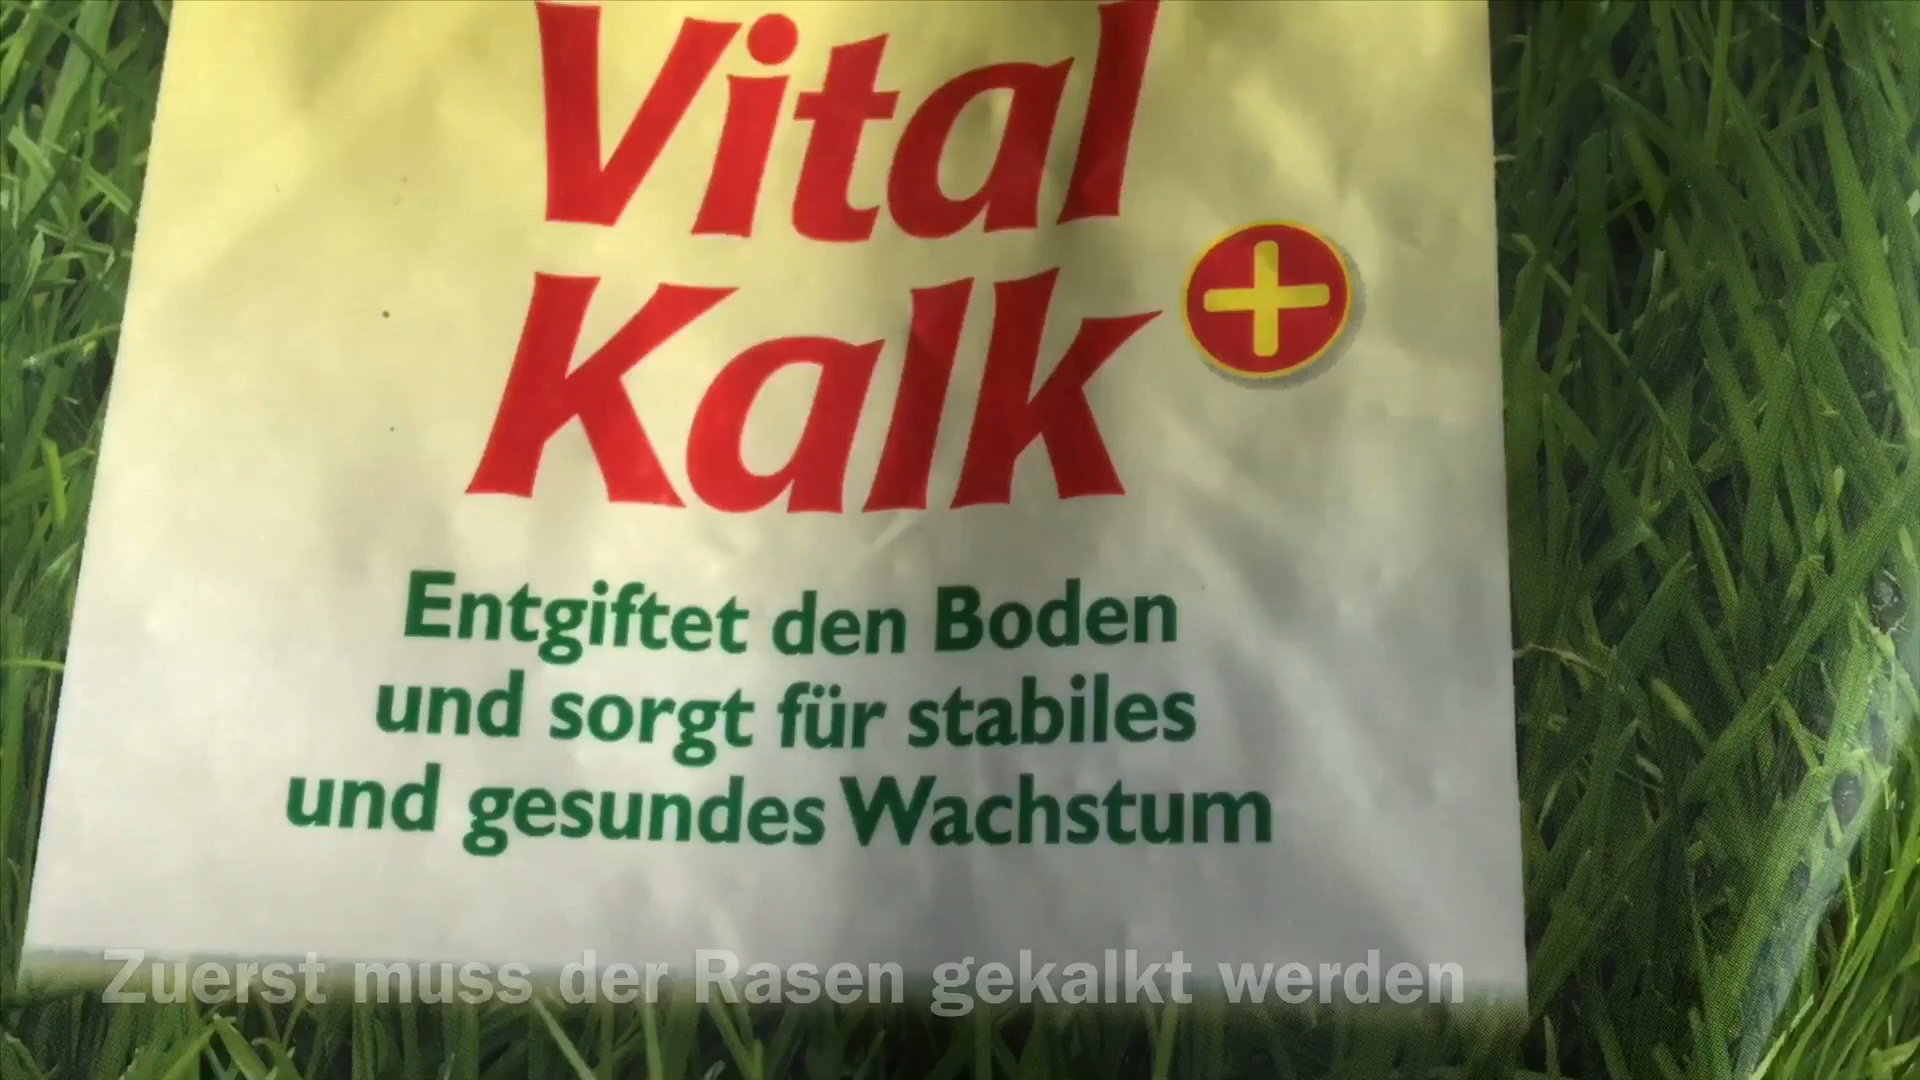 Vital
Kalk +
Entgiftet den Boden
und sorgt für stabiles
und gesundes Wachstum
Zuerst muss der Rasen gekalkt werden